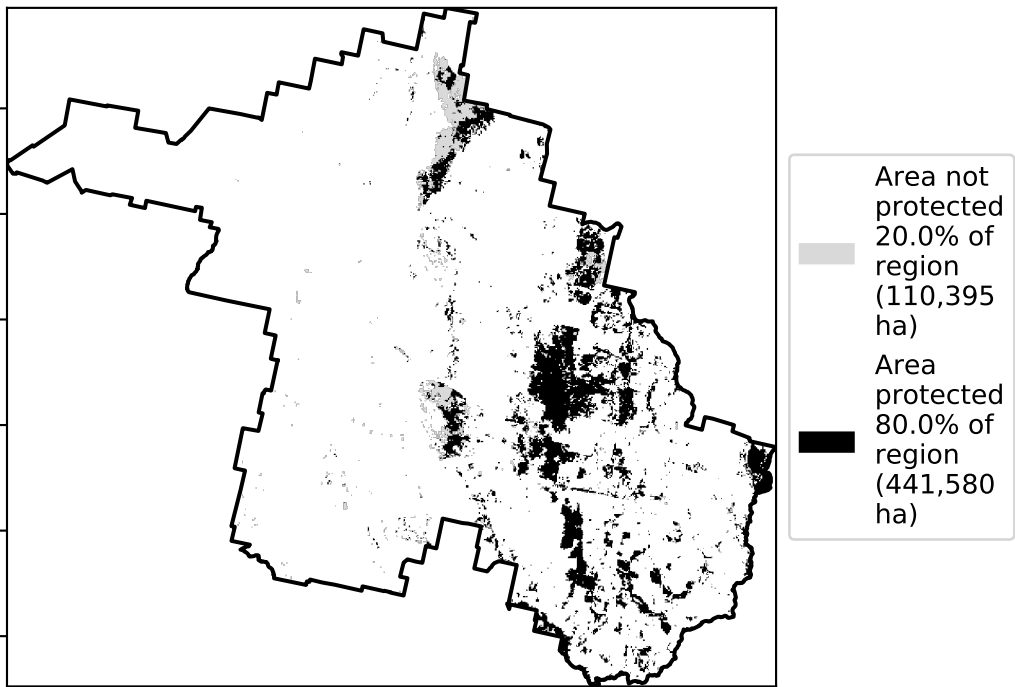 Area not
protected
20.0% of
region
(110,395
ha)
Area
protected
80.0% of
region
(441,580
ha)